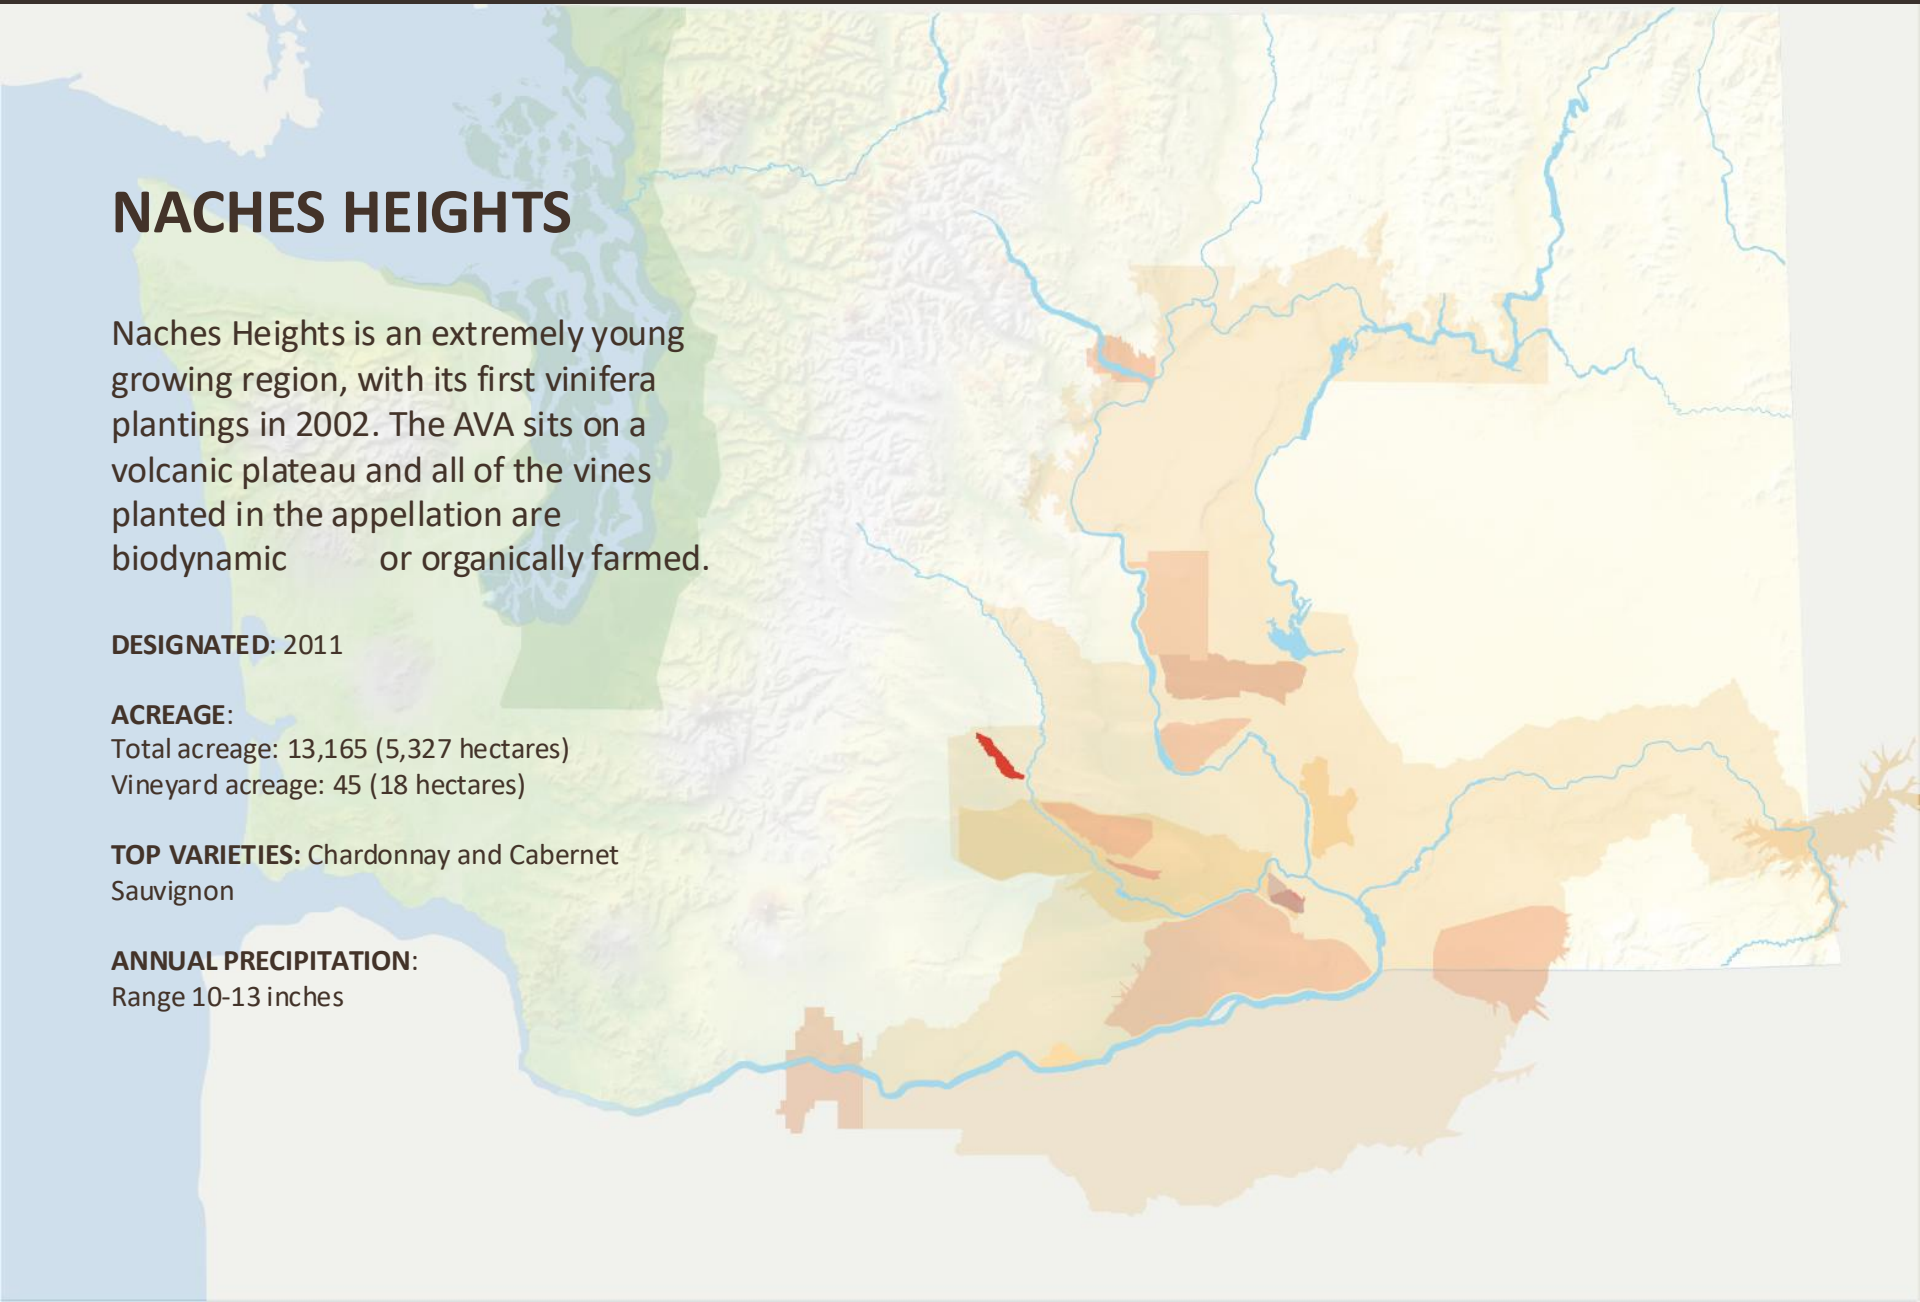 NACHES HEIGHTS
Naches Heights is an extremely young
growing region, with its first vinifera
plantings in 2002. The AVA sits on a
volcanic plateau and all of the vines
planted in the appellation are
biodynamic or organically farmed.
DESIGNATED: 2011
ACREAGE:
Total acreage: 13,165 (5,327 hectares)
Vineyard acreage: 45 (18 hectares)
TOP VARIETIES: Chardonnay and Cabernet
Sauvignon
ANNUAL PRECIPITATION:
Range 10-13 inches